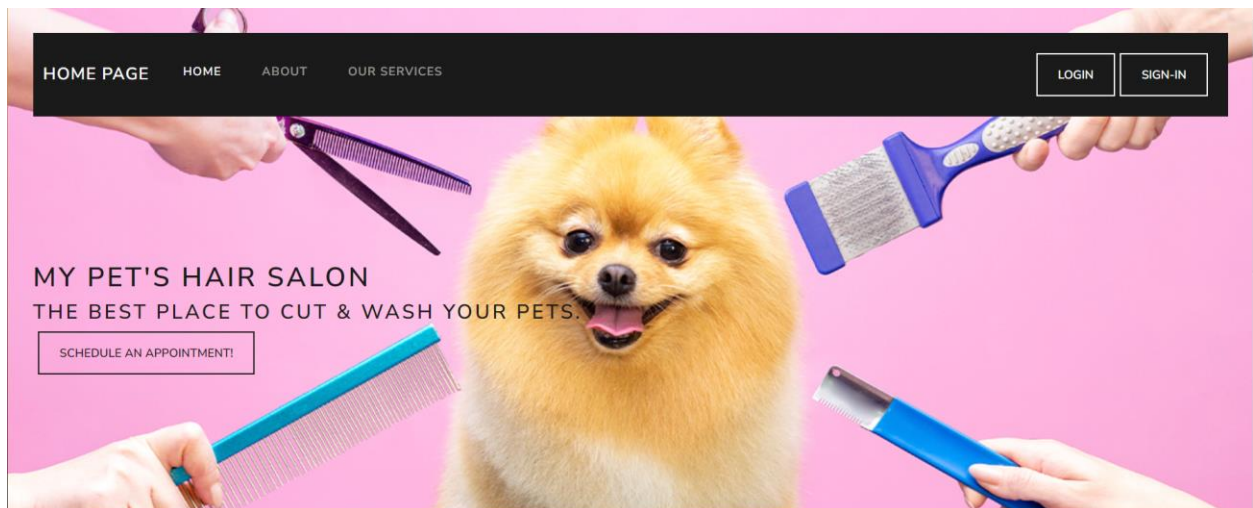 HOME PAGE HOME ABOUT OUR SERVICES LOGIN SIGN-IN
MY PET'S HAIR SALON
THE BEST PLACE TO CUT & WASH YOUR PETS.
SCHEDULE AN APPOINTMENT!